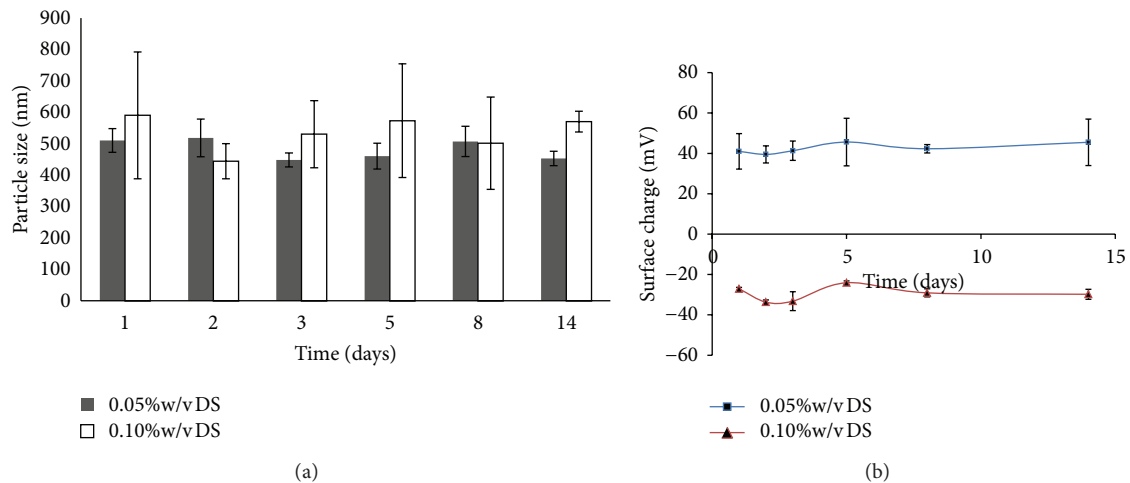 900
800
700
600
500
400
300
200
100
0
Particle size (nm)
1 2 3 5 8 14
Time (days)
0.05%w/v DS
0.10%w/v DS
(a)
80
60
40
20
0
−20
−40
−60
Surface charge (mV)
0 5 10 15
Time (days)
0.05%w/v DS
0.10%w/v DS
(b)